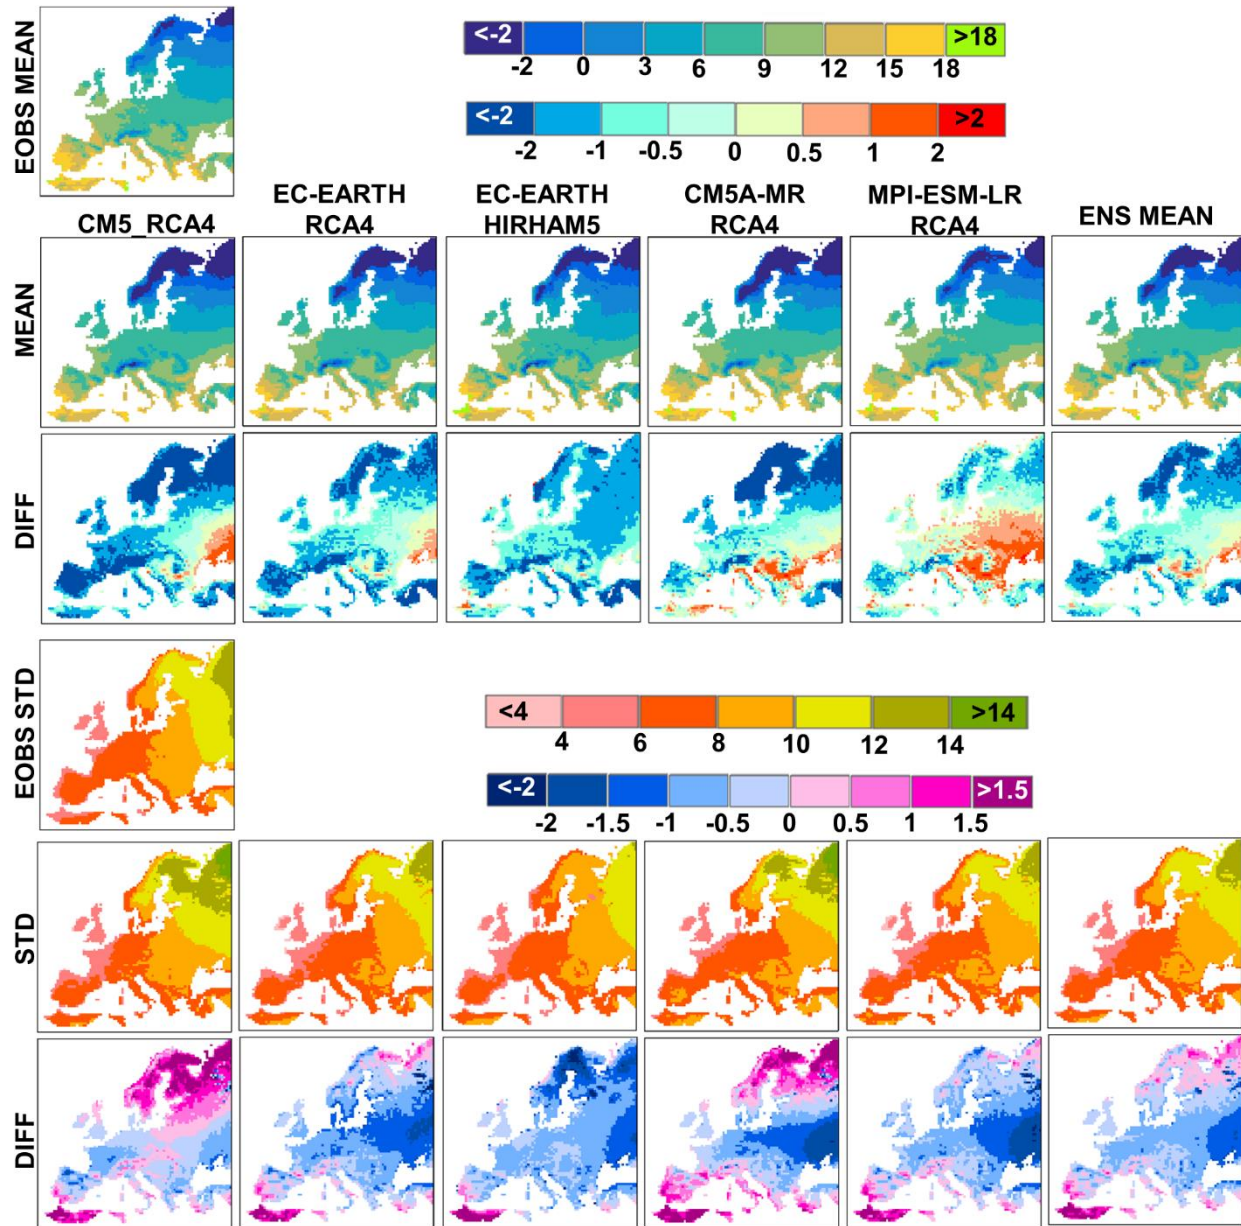 EOBS MEAN
<-2 >18
-2 0 3 6 9 12 15 18
<-2 >2
-2 -1 -0.5 0 0.5 1 2
CM5_RCA4
EC-EARTH
RCA4
EC-EARTH
HIRHAM5
CM5A-MR
RCA4
MPI-ESM-LR
RCA4
ENS MEAN
MEAN
DIFF
EOBS STD
<4 >14
4 6 8 10 12 14
<-2 >1.5
-2 -1.5 -1 -0.5 0 0.5 1 1.5
STD
DIFF